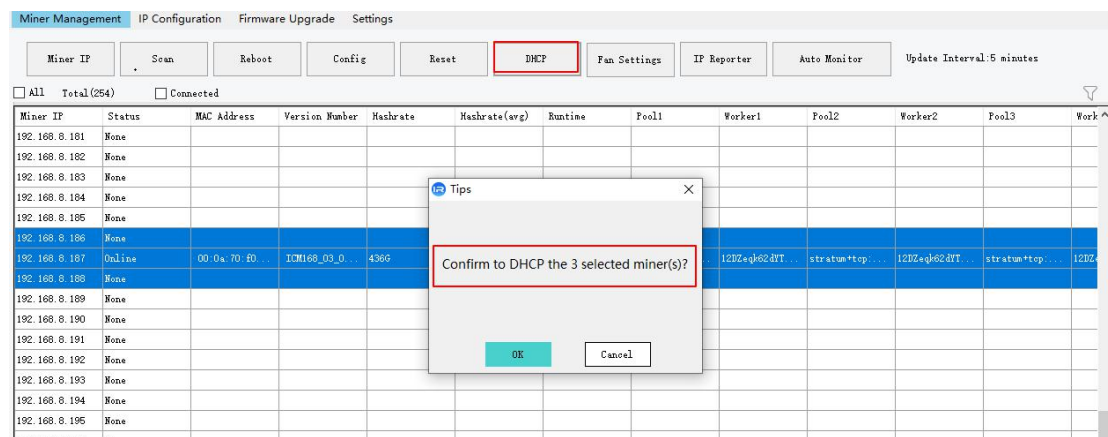 Miner Management IP Configuration Firmware Upgrade Settings
Miner IP Scan Reboot Config Reset DHCP Fan Settings IP Reporter Auto Monitor Update Interval:5 minutes
All Total(254) Connected
Miner IP Status MAC Address Version Number Hashrate Hashrate(avg) Runtime Pool1 Worker1 Pool2 Worker2 Pool3 Work
192.168.8.181 None
192.168.8.182 None
192.168.8.183 None
192.168.8.184 None
192.168.8.185 None
192.168.8.186 None
192.168.8.187 Online 00:0a:70:f0... ICM168_03_0... 436G 12DZeqk62dYT... stratum+tcp:... 12DZeqk62dYT... stratum+tcp:... 12DZ
192.168.8.188 None
192.168.8.189 None
192.168.8.190 None
192.168.8.191 None
192.168.8.192 None
192.168.8.193 None
192.168.8.194 None
192.168.8.195 None
Tips
Confirm to DHCP the 3 selected miner(s)?
OK Cancel